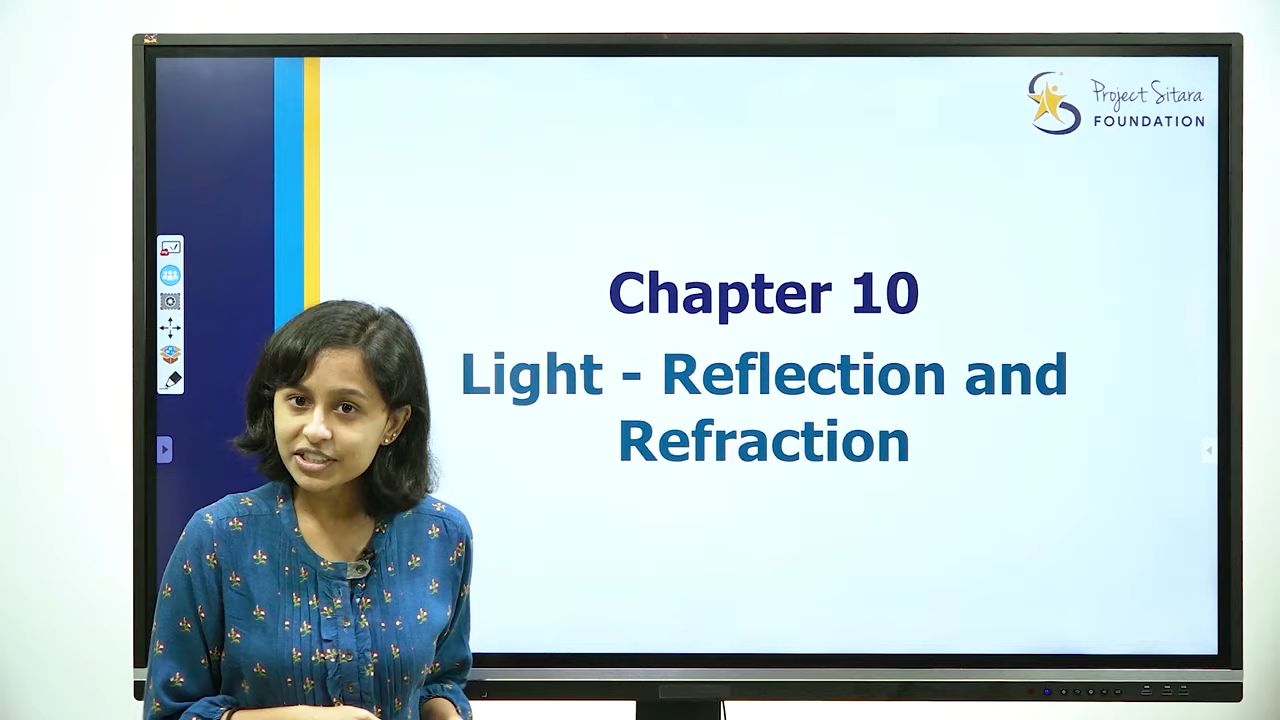 Project Sitara
FOUNDATION
Chapter 10
Light - Reflection and
Refraction